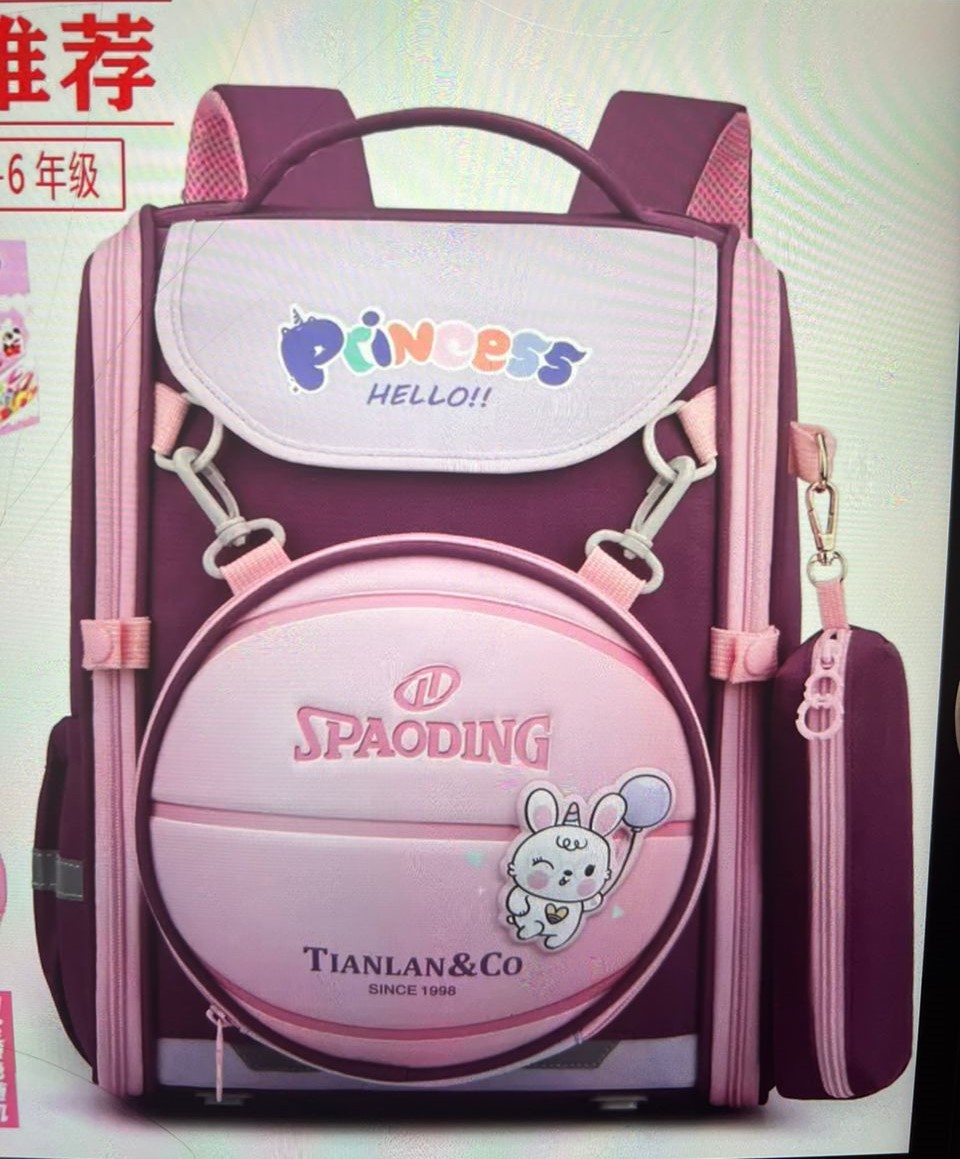 推荐
-6 年级
PRINCESS
HELLO!!
SPAODING
TIANLAN&CO
SINCE 1998